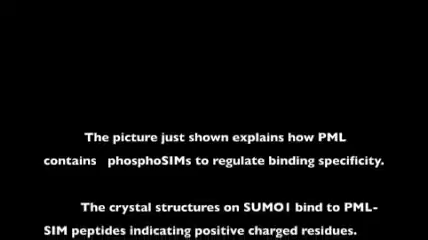 The picture just shown explains how PML
contains phosphoSIMs to regulate binding specificity.
The crystal structures on SUMO1 bind to PML-
SIM peptides indicating positive charged residues.